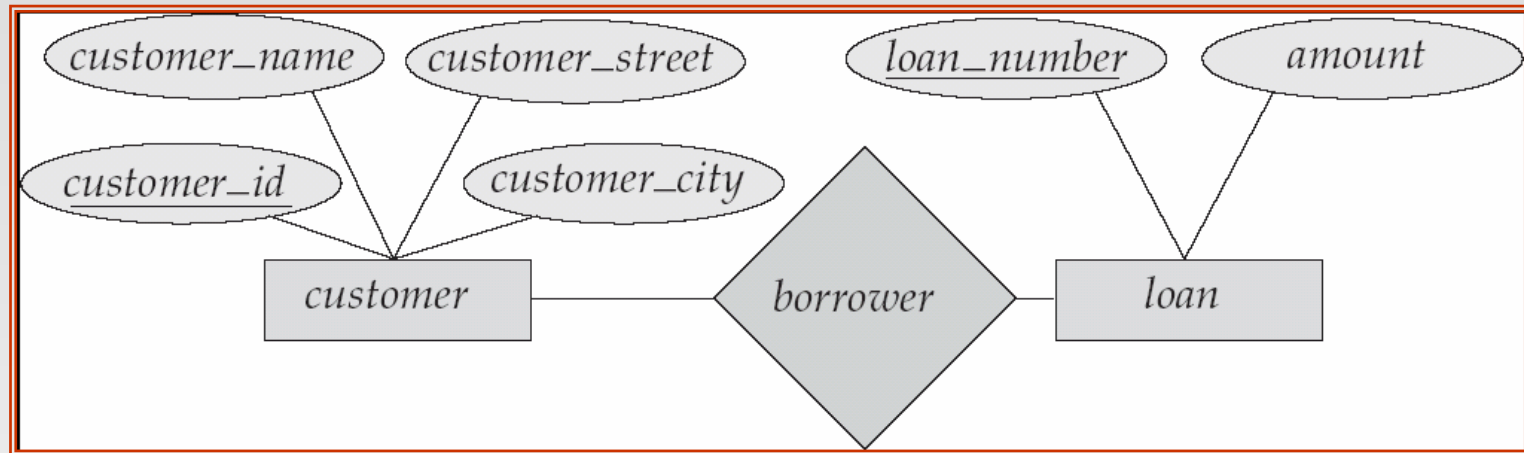 customer_name
customer_street
loan_number
amount
customer_id
customer_city
customer
borrower
loan